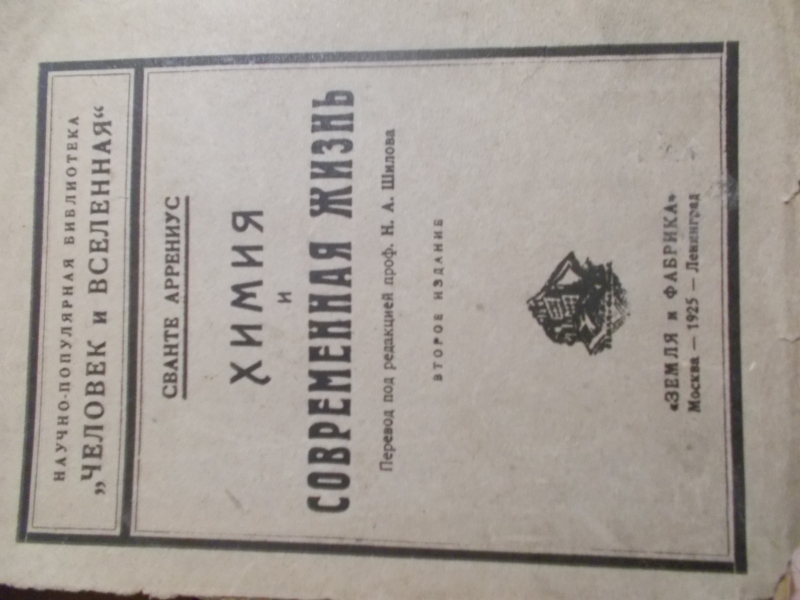 НАУЧНО-ПОПУЛЯРНАЯ БИБЛИОТЕКА
„ЧЕЛОВЕК и ВСЕЛЕННАЯ“
СВАНТЕ АРРЕНИУС
ХИМИЯ
И
СОВРЕМЕННАЯ ЖИЗНЬ
Перевод под редакцией проф. Н. А. Шилова
ВТОРОЕ ИЗДАНИЕ
«ЗЕМЛЯ и ФАБРИКА»
Москва — 1925 — Ленинград